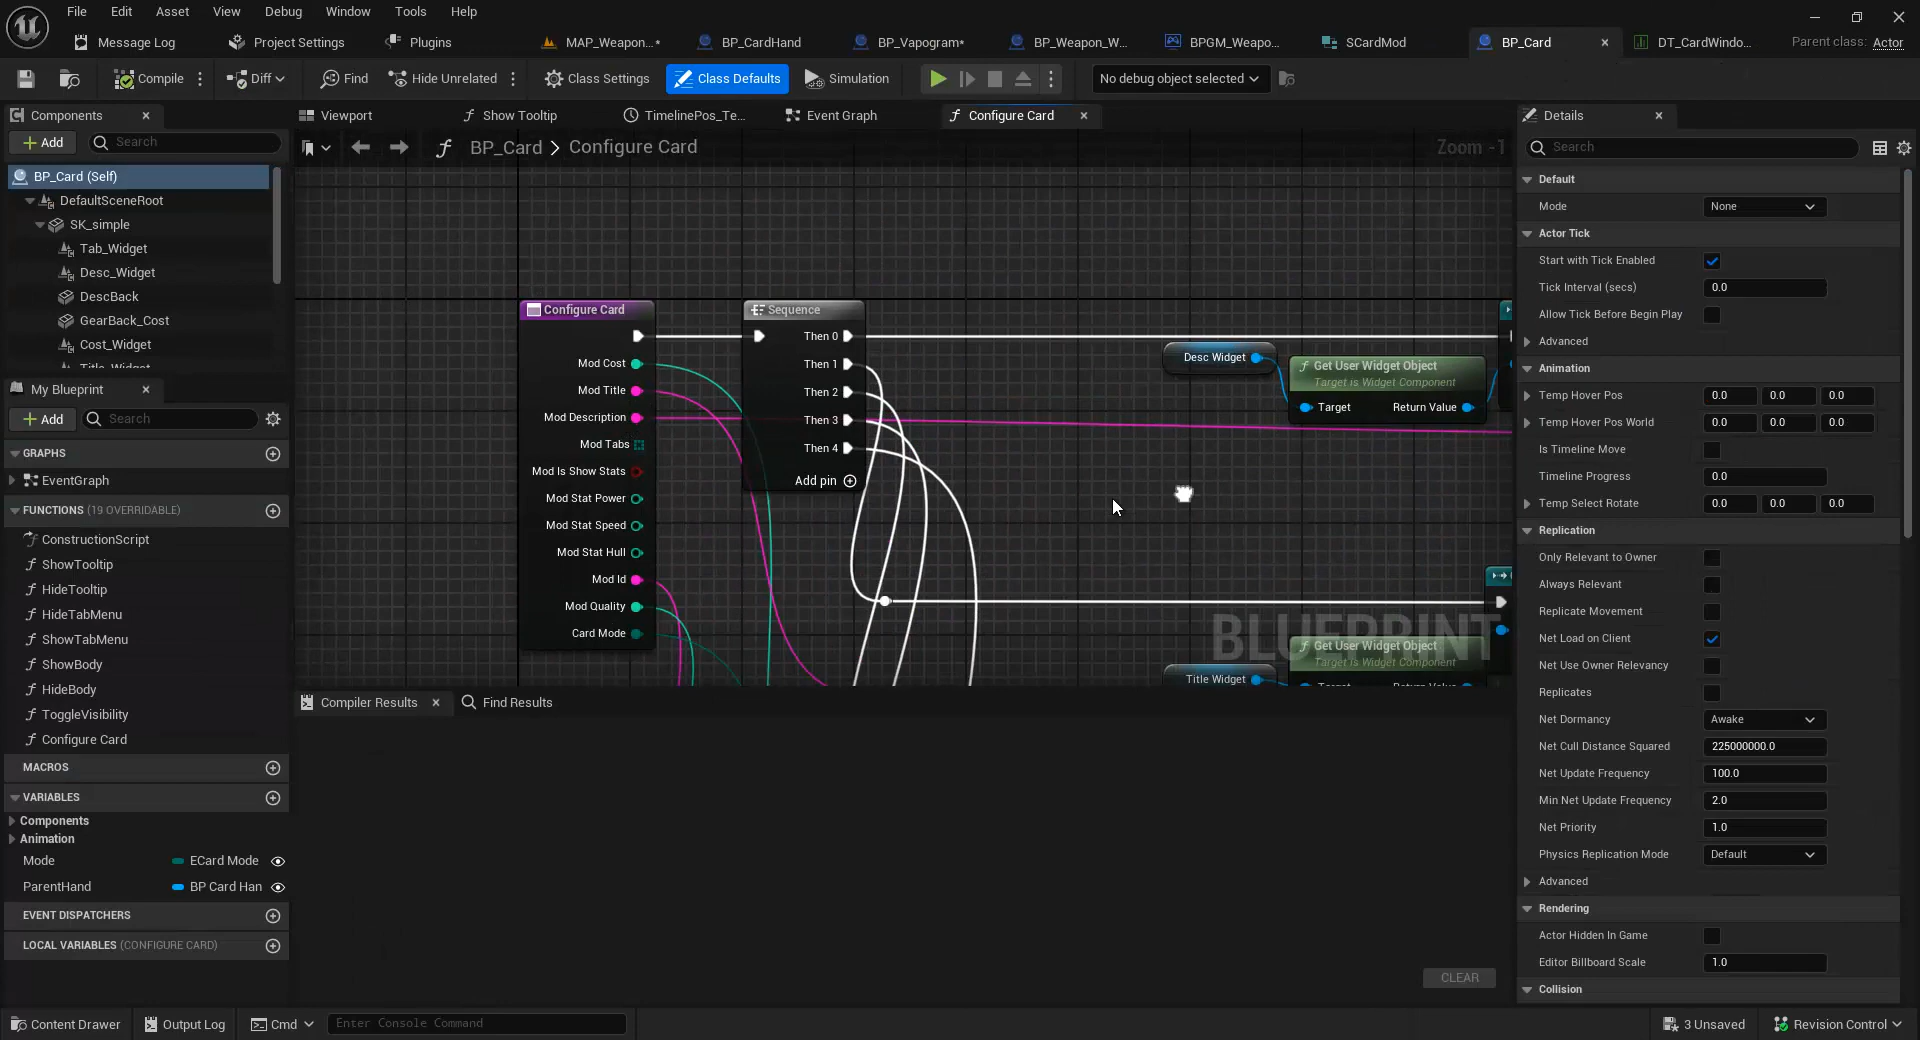 File Edit Asset View Debug Window Tools Help
Message Log Project Settings Plugins MAP_Weapon...* BP_CardHand BP_Vapogram* BP_Weapon_W... BPGM_Weapo... SCardMod BP_Card DT_CardWindo... Parent class: Actor
Compile Diff Find Hide Unrelated Class Settings Class Defaults Simulation No debug object selected
Components
Add Search
BP_Card (Self)
DefaultSceneRoot
SK_simple
Tab_Widget
Desc_Widget
DescBack
GearBack_Cost
Cost_Widget
Title_Widget
My Blueprint
Add Search
GRAPHS
EventGraph
FUNCTIONS (19 OVERRIDABLE)
ConstructionScript
ShowTooltip
HideTooltip
HideTabMenu
ShowTabMenu
ShowBody
HideBody
ToggleVisibility
Configure Card
MACROS
VARIABLES
Components
Animation
Mode ECard Mode
ParentHand BP Card Han
EVENT DISPATCHERS
LOCAL VARIABLES (CONFIGURE CARD)
Viewport Show Tooltip TimelinePos_Te... Event Graph Configure Card
BP_Card > Configure Card Zoom -1
Configure Card
Mod Cost
Mod Title
Mod Description
Mod Tabs
Mod Is Show Stats
Mod Stat Power
Mod Stat Speed
Mod Stat Hull
Mod Id
Mod Quality
Card Mode
Sequence
Then 0
Then 1
Then 2
Then 3
Then 4
Add pin
Desc Widget
Get User Widget Object
Target is Widget Component
Target Return Value
BLUEPRINT
Title Widget
Get User Widget Object
Target is Widget Component
Target Return Value
Compiler Results Find Results
CLEAR
Details
Search
Default
Mode None
Actor Tick
Start with Tick Enabled
Tick Interval (secs) 0.0
Allow Tick Before Begin Play
Advanced
Animation
Temp Hover Pos 0.0 0.0 0.0
Temp Hover Pos World 0.0 0.0 0.0
Is Timeline Move
Timeline Progress 0.0
Temp Select Rotate 0.0 0.0 0.0
Replication
Only Relevant to Owner
Always Relevant
Replicate Movement
Net Load on Client
Net Use Owner Relevancy
Replicates
Net Dormancy Awake
Net Cull Distance Squared 225000000.0
Net Update Frequency 100.0
Min Net Update Frequency 2.0
Net Priority 1.0
Physics Replication Mode Default
Advanced
Rendering
Actor Hidden In Game
Editor Billboard Scale 1.0
Collision
Content Drawer Output Log Cmd Enter Console Command 3 Unsaved Revision Control